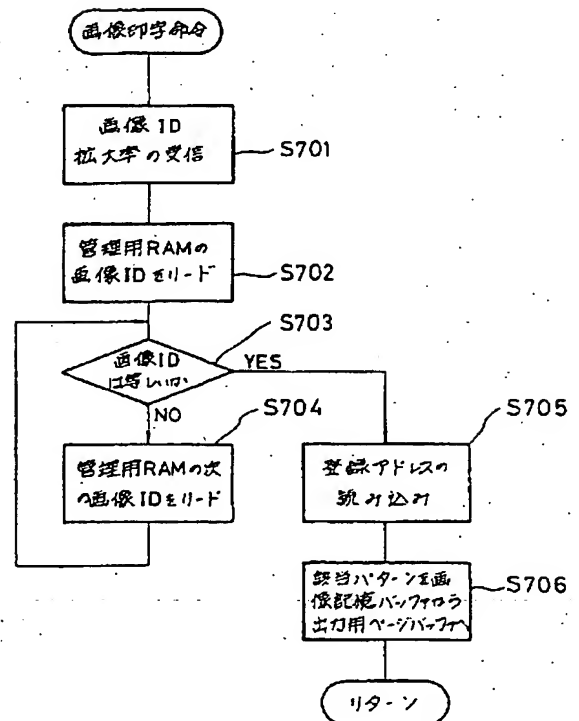 画像印字命令
画像ID
拡大率の受信
S701
管理用RAMの
画像IDをリード
S702
S703
画像ID
は等しいか
YES
NO
S704
管理用RAMの次
の画像IDをリード
S705
登録アドレスの
読み込み
S706
該当パターンを画
像記憶バッファから
出力用ページバッファへ
リターン